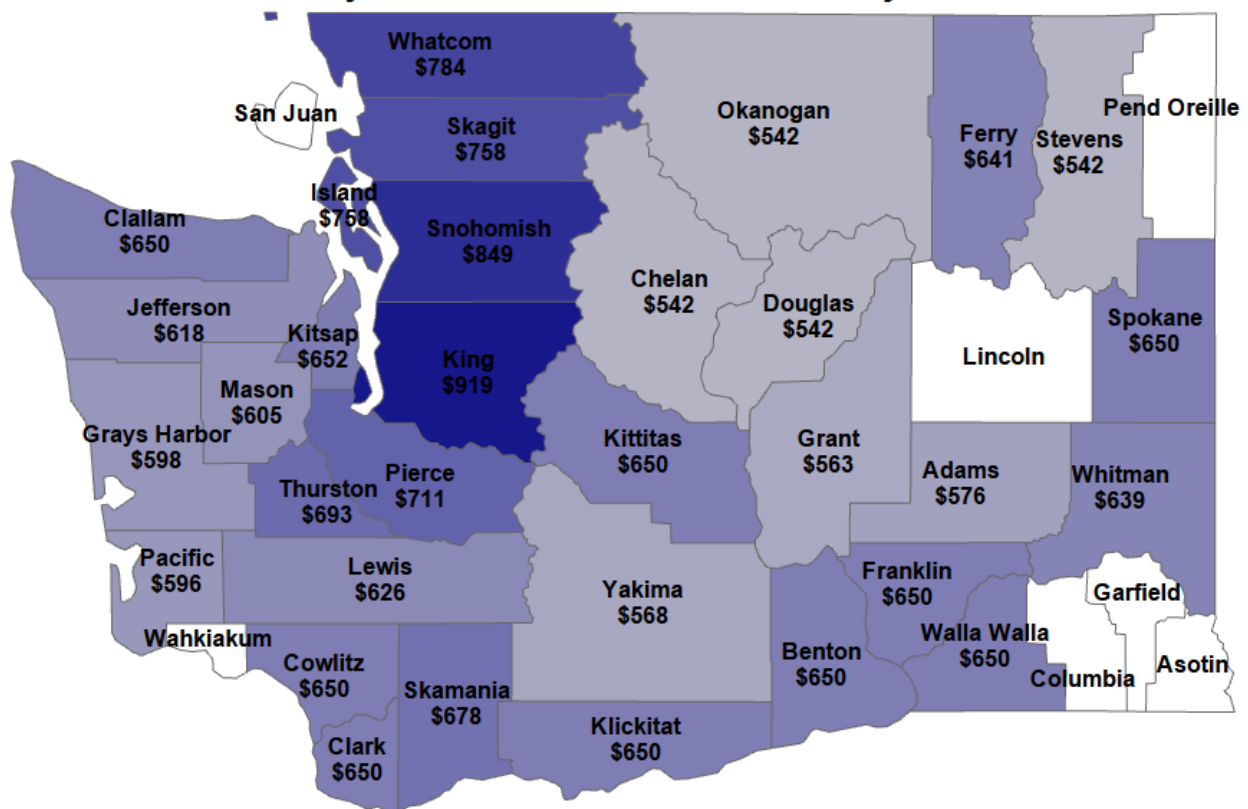 Whatcom
$784
San Juan
Skagit
$758
Okanogan
$542
Ferry
$641
Stevens
$542
Pend Oreille
Island
$758
Clallam
$650
Snohomish
$849
Chelan
$542
Douglas
$542
Jefferson
$618
Kitsap
$652
King
$919
Lincoln
Spokane
$650
Mason
$605
Grays Harbor
$598
Kittitas
$650
Grant
$563
Adams
$576
Whitman
$639
Thurston
$693
Pierce
$711
Pacific
$596
Lewis
$626
Yakima
$568
Franklin
$650
Garfield
Wahkiakum
Cowlitz
$650
Skamania
$678
Benton
$650
Walla Walla
$650
Columbia
Asotin
Clark
$650
Klickitat
$650